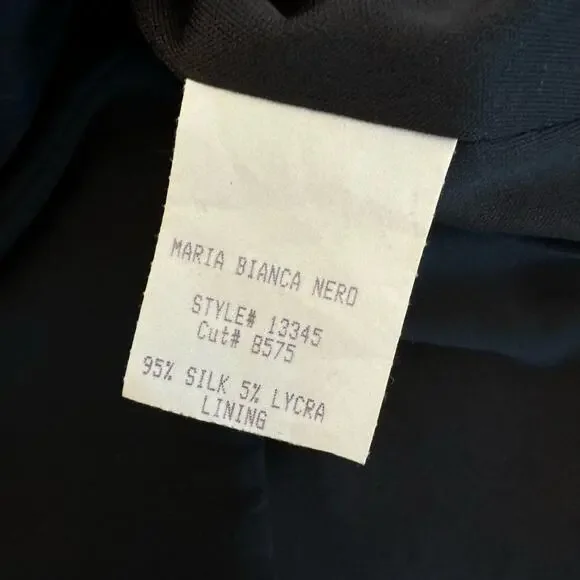 MARIA BIANCA NERO
STYLE# 13345
Cut# 8575
95% SILK 5% LYCRA
LINING